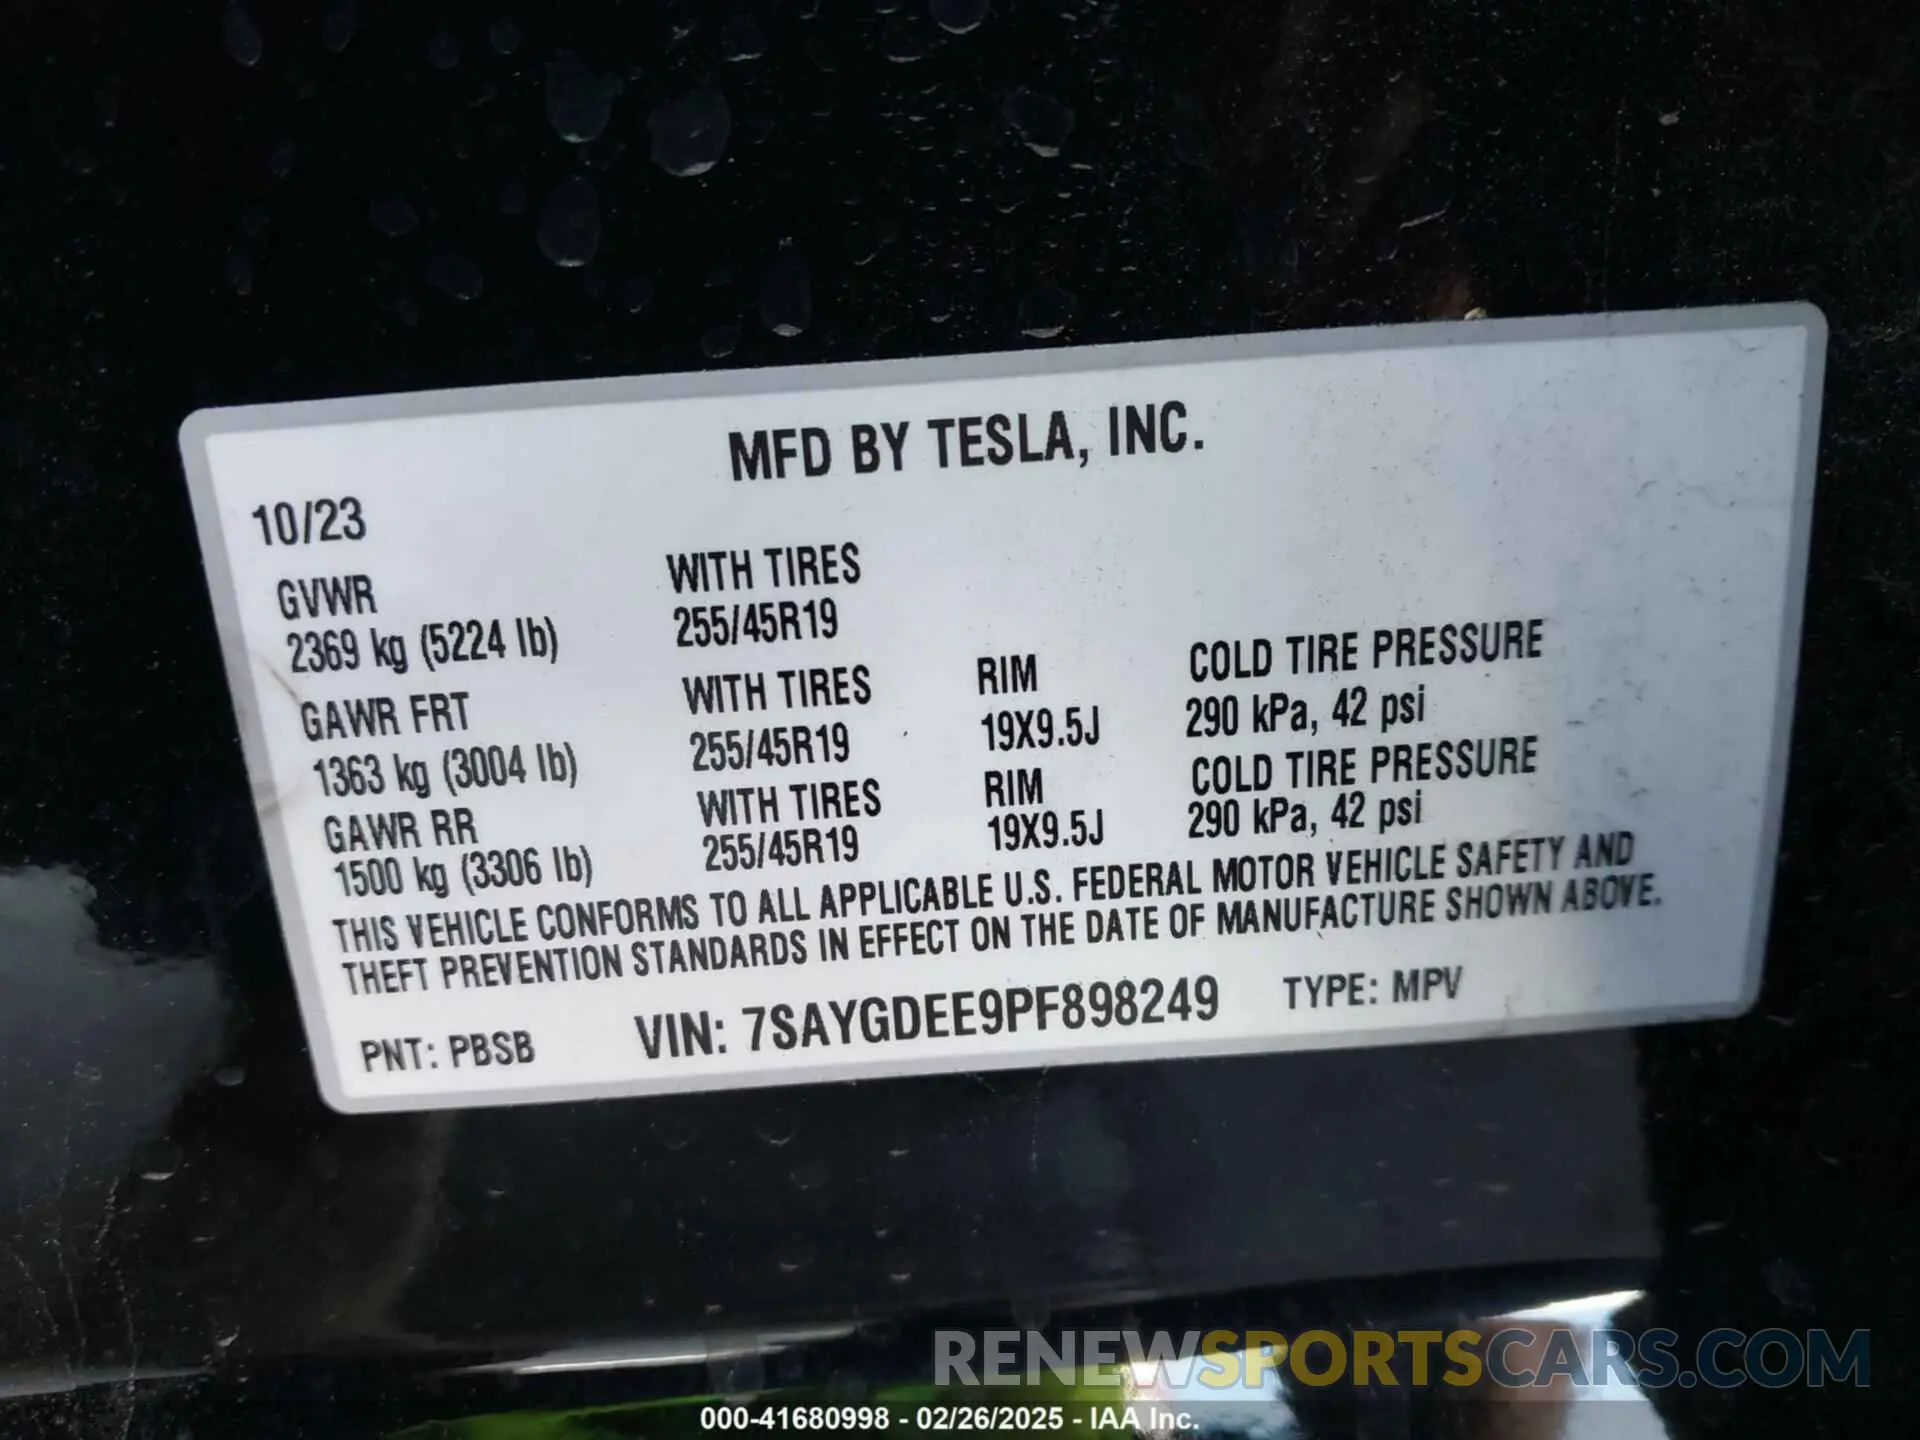 MFD BY TESLA, INC.
10/23
GVWR WITH TIRES
2369 kg (5224 lb) 255/45R19
GAWR FRT WITH TIRES RIM COLD TIRE PRESSURE
1363 kg (3004 lb) 255/45R19 19X9.5J 290 kPa, 42 psi
GAWR RR WITH TIRES RIM COLD TIRE PRESSURE
1500 kg (3306 lb) 255/45R19 19X9.5J 290 kPa, 42 psi
THIS VEHICLE CONFORMS TO ALL APPLICABLE U.S. FEDERAL MOTOR VEHICLE SAFETY AND
THEFT PREVENTION STANDARDS IN EFFECT ON THE DATE OF MANUFACTURE SHOWN ABOVE.
PNT: PBSB VIN: 7SAYGDEE9PF898249 TYPE: MPV
RENEWSPORTSCARS.COM
000-41680998 - 02/26/2025 - IAA Inc.